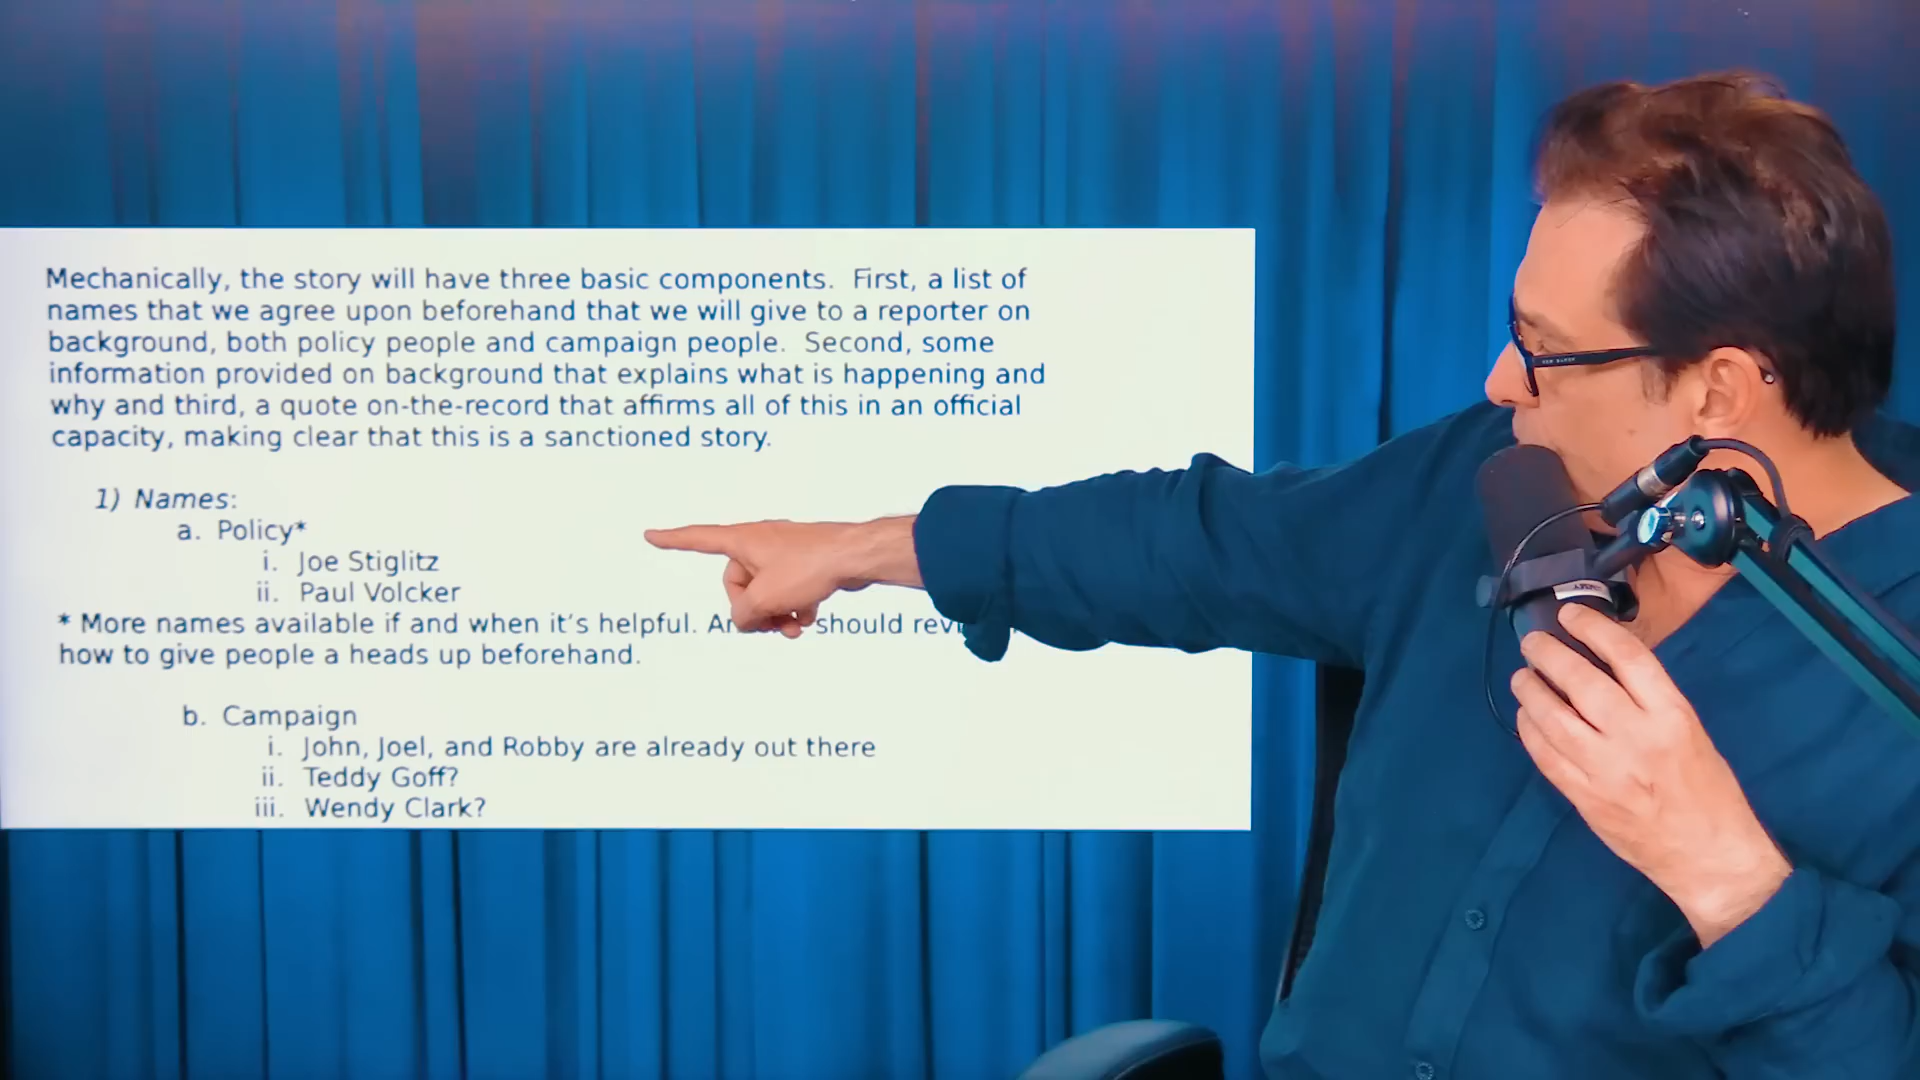 Mechanically, the story will have three basic components. First, a list of
names that we agree upon beforehand that we will give to a reporter on
background, both policy people and campaign people. Second, some
information provided on background that explains what is happening and
why and third, a quote on-the-record that affirms all of this in an official
capacity, making clear that this is a sanctioned story.
1) Names:
a. Policy*
i. Joe Stiglitz
ii. Paul Volcker
* More names available if and when it's helpful. should
how to give people a heads up beforehand.
b. Campaign
i. John, Joel, and Robby are already out there
ii. Teddy Goff?
iii. Wendy Clark?